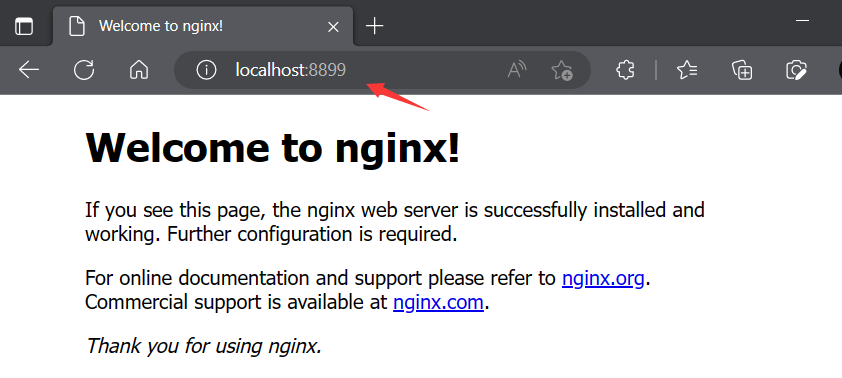 Welcome to nginx!
localhost:8899
Welcome to nginx!
If you see this page, the nginx web server is successfully installed and
working. Further configuration is required.
For online documentation and support please refer to nginx.org.
Commercial support is available at nginx.com.
Thank you for using nginx.